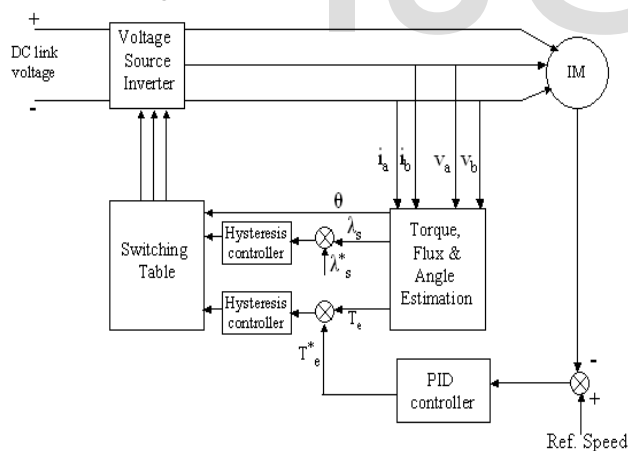 +
DC link
voltage
-
Voltage
Source
Inverter
IM
i_a i_b v_a v_b
θ
λ_s
λ*_s
Hysteresis
controller
Switching
Table
Torque,
Flux &
Angle
Estimation
Hysteresis
controller
T_e
T*_e
PID
controller
-
+
Ref. Speed